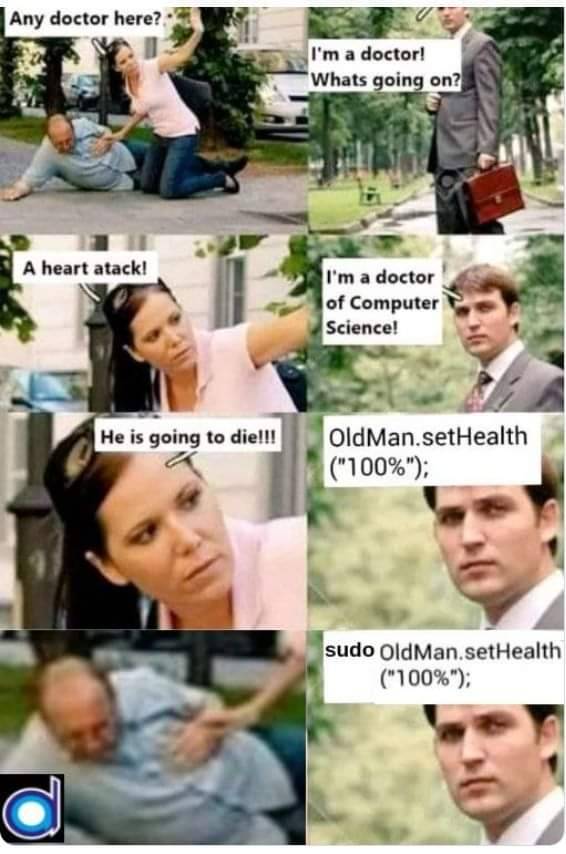 Any doctor here?
I'm a doctor!
Whats going on?
A heart atack!
I'm a doctor
of Computer
Science!
He is going to die!!!
OldMan.setHealth
("100%");
sudo OldMan.setHealth
("100%");